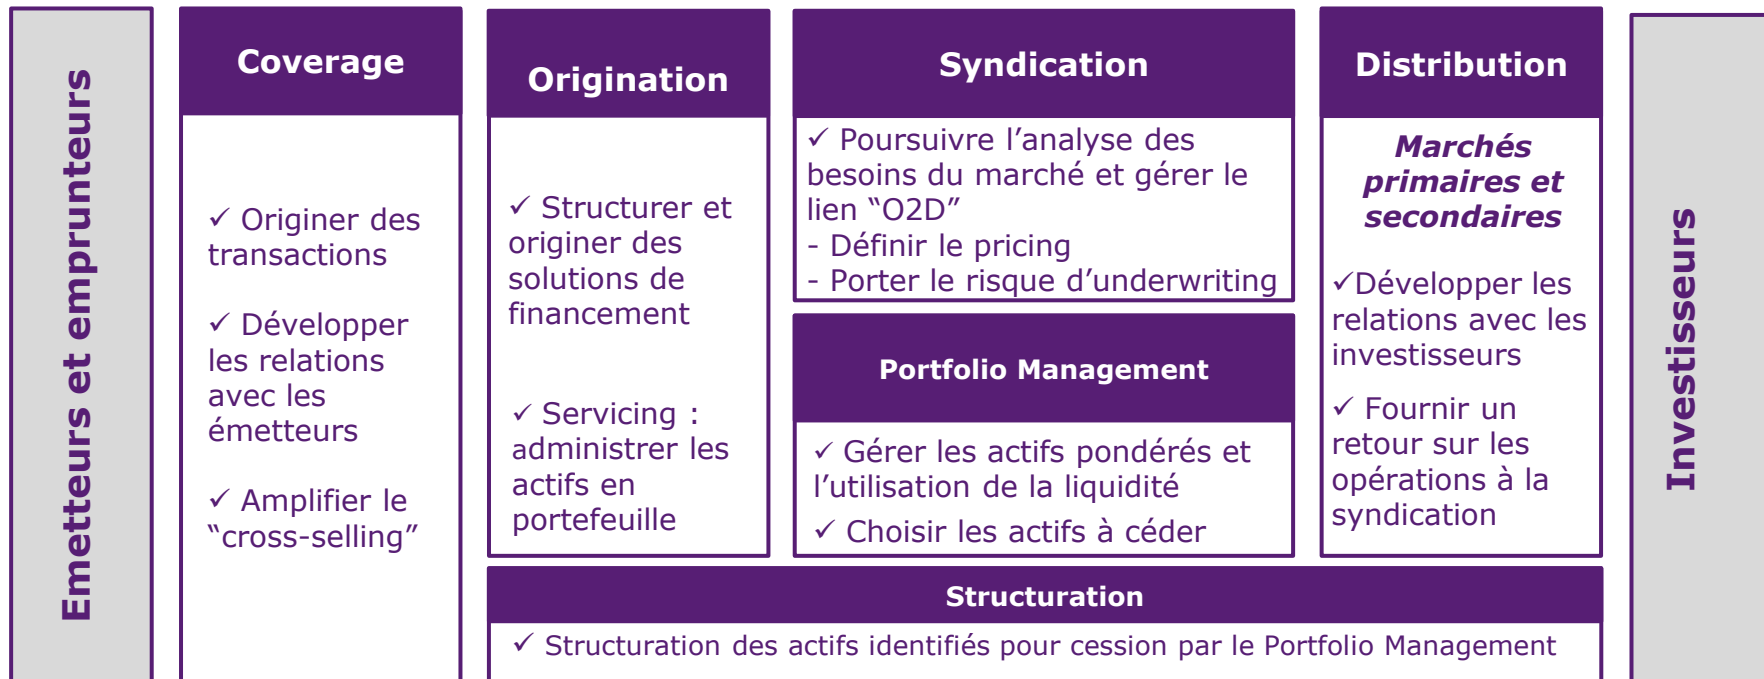 Emetteurs et emprunteurs
Coverage
✓ Originer des
transactions
✓ Développer
les relations
avec les
émetteurs
✓ Amplifier le
“cross-selling”
Origination
✓ Structurer et
originer des
solutions de
financement
✓ Servicing :
administrer les
actifs en
portefeuille
Syndication
✓ Poursuivre l’analyse des
besoins du marché et gérer le
lien “O2D”
- Définir le pricing
- Porter le risque d’underwriting
Portfolio Management
✓ Gérer les actifs pondérés et
l’utilisation de la liquidité
✓ Choisir les actifs à céder
Distribution
Marchés
primaires et
secondaires
✓Développer les
relations avec les
investisseurs
✓ Fournir un
retour sur les
opérations à la
syndication
Structuration
✓ Structuration des actifs identifiés pour cession par le Portfolio Management
Investisseurs